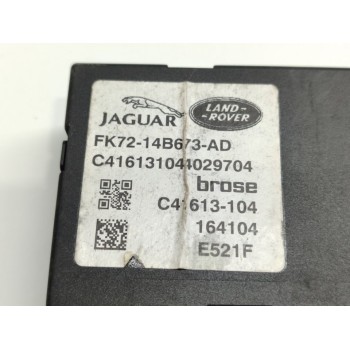 JAGUAR
LAND-
-ROVER
FK72-14B673-AD
C416131044029704
brose
C41613-104
164104
E521F